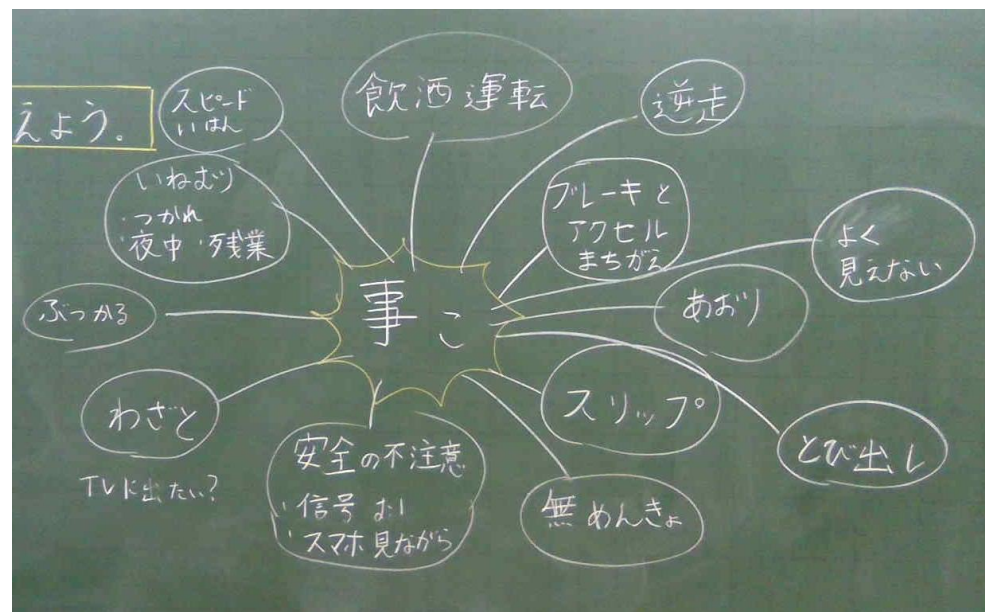 えよう。
スピード
いはん
飲酒運転
逆走
いねむり
・つかれ
・夜中・残業
ブレーキと
アクセル
まちがえ
よく
見えない
ぶつかる
事こ
あおり
わざと
TVに出たい?
安全の不注意
・信号
・スマホ見ながら
スリップ
無めんきょ
とび出し